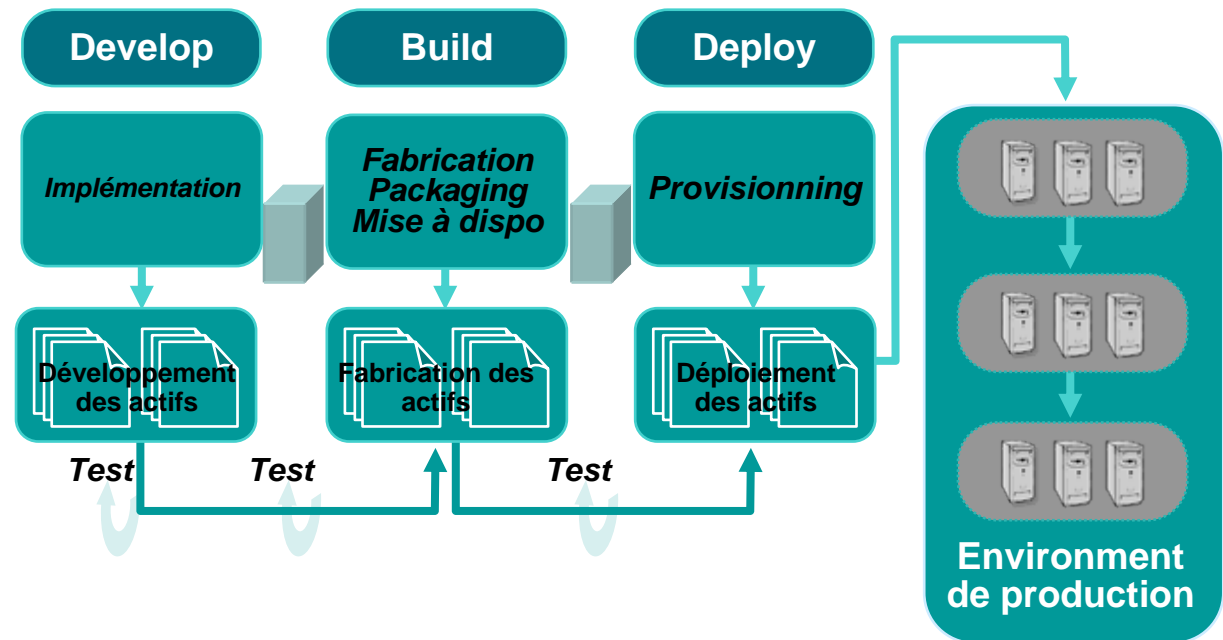 Develop
Build
Deploy
Implémentation
Fabrication
Packaging
Mise à dispo
Provisionning
Développement
des actifs
Fabrication des
actifs
Déploiement
des actifs
Test
Test
Test
Environment
de production